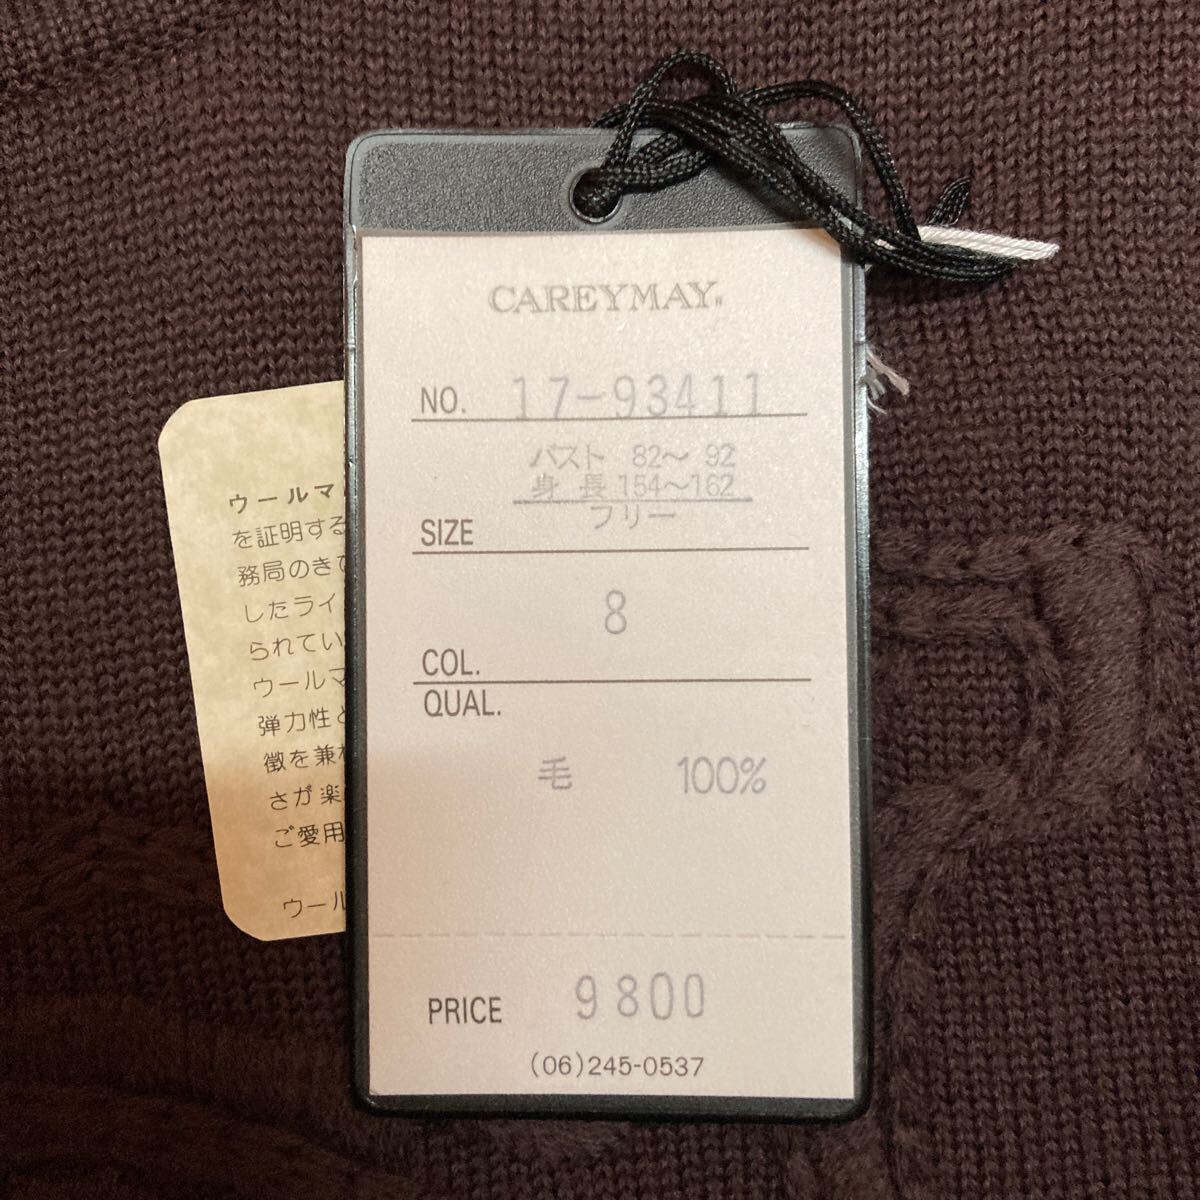 CAREYMAY
NO. 17-93411
バスト 82〜 92
身 長 154〜162
フリー
SIZE
8
COL.
QUAL.
毛 100%
PRICE 9800
(06)245-0537
ウールマ
を証明する
務局のきて
したライ
られてい
ウールマ
弾力性と
徴を兼ね
さが楽
ご愛用
ウール